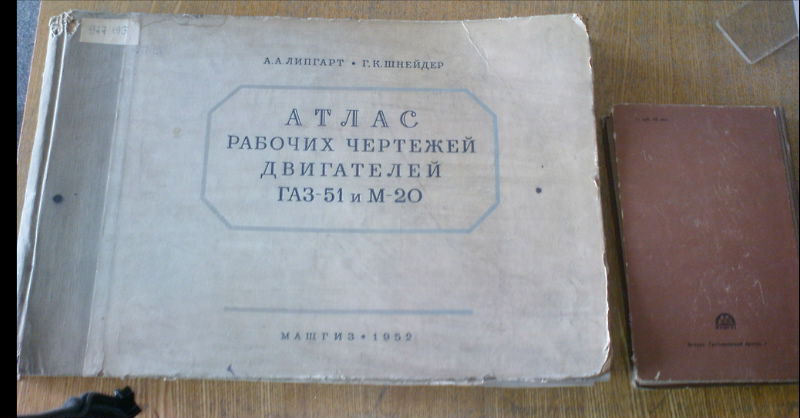 А. А. ЛИПГАРТ • Г. К. ШНЕЙДЕР
АТЛАС
РАБОЧИХ ЧЕРТЕЖЕЙ
ДВИГАТЕЛЕЙ
ГАЗ-51 и М-20
МАШГИЗ • 1952